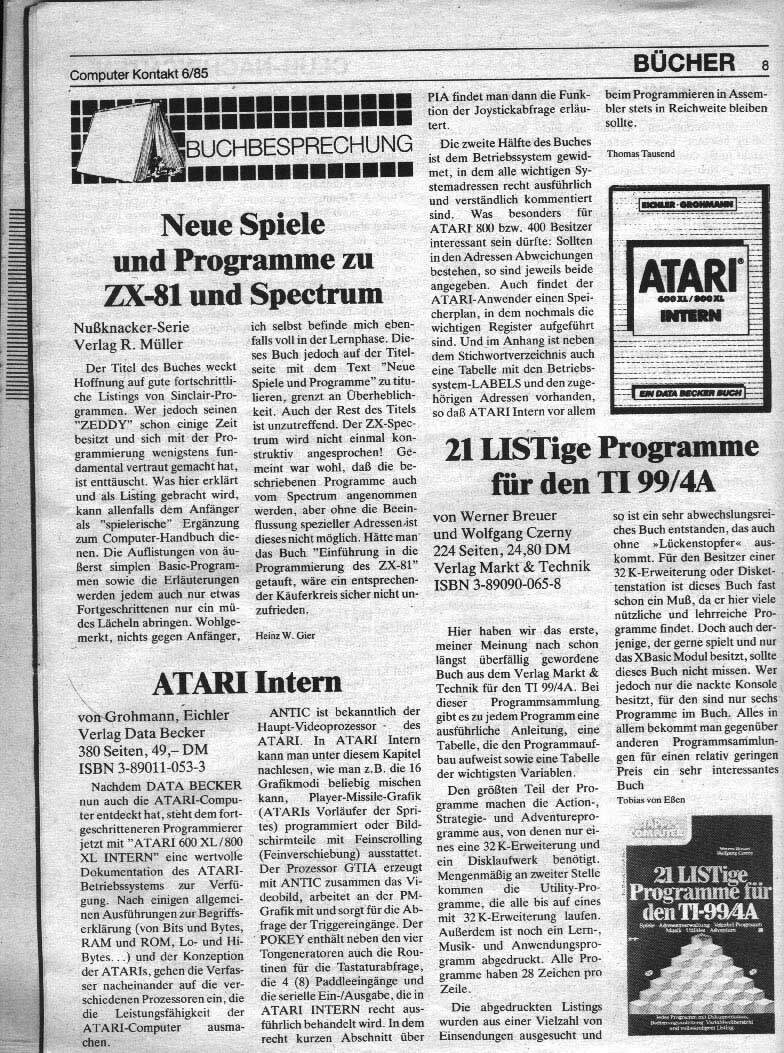 Computer Kontakt 6/85
BÜCHER 8
BUCHBESPRECHUNG
Neue Spiele
und Programme zu
ZX-81 und Spectrum
Nußknacker-Serie
Verlag R. Müller
Der Titel des Buches weckt
Hoffnung auf gute fortschrittli-
che Listings von Sinclair-Pro-
grammen. Wer jedoch seinen
"ZEDDY" schon einige Zeit
besitzt und sich mit der Pro-
grammierung wenigstens fun-
damental vertraut gemacht hat,
ist enttäuscht. Was hier erklärt
und als Listing gebracht wird,
kann allenfalls dem Anfänger
als "spielerische" Ergänzung
zum Computer-Handbuch die-
nen. Die Auflistungen von äu-
ßerst simplen Basic-Program-
men sowie die Erläuterungen
werden jedem auch nur etwas
Fortgeschrittenen nur ein mü-
des Lächeln abringen. Wohlge-
merkt, nichts gegen Anfänger,
ich selbst befinde mich eben-
falls voll in der Lernphase. Die-
ses Buch jedoch auf der Titel-
seite mit dem Text "Neue
Spiele und Programme" zu titu-
lieren, grenzt an Überheblich-
keit. Auch der Rest des Titels
ist unzutreffend. Der ZX-Spec-
trum wird nicht einmal kon-
struktiv angesprochen! Ge-
meint war wohl, daß die be-
schriebenen Programme auch
vom Spectrum angenommen
werden, aber ohne die Beein-
flussung spezieller Adressen ist
dieses nicht möglich. Hätte man
das Buch "Einführung in die
Programmierung des ZX-81"
getauft, wäre ein entsprechen-
der Käuferkreis sicher nicht un-
zufrieden.
Heinz W. Gier
ATARI Intern
von Grohmann, Eichler
Verlag Data Becker
380 Seiten, 49,– DM
ISBN 3-89011-053-3
Nachdem DATA BECKER
nun auch die ATARI-Compu-
ter entdeckt hat, steht dem fort-
geschritteneren Programmierer
jetzt mit "ATARI 600 XL/800
XL INTERN" eine wertvolle
Dokumentation des ATARI-
Betriebssystems zur Verfü-
gung. Nach einigen allgemei-
nen Ausführungen zur Begriffs-
erklärung (von Bits und Bytes,
RAM und ROM, Lo- und Hi-
Bytes...) und der Konzeption
der ATARIs, gehen die Verfas-
ser nacheinander auf die ver-
schiedenen Prozessoren ein, die
die Leistungsfähigkeit der
ATARI-Computer ausma-
chen.
ANTIC ist bekanntlich der
Haupt-Videoprozessor des
ATARI. In ATARI Intern
kann man unter diesem Kapitel
nachlesen, wie man z.B. die 16
Grafikmodi beliebig mischen
kann, Player-Missile-Grafik
(ATARIs Vorläufer der Spri-
tes) programmiert oder Bild-
schirmteile mit Feinscrolling
(Feinverschiebung) ausstattet.
Der Prozessor GTIA erzeugt
mit ANTIC zusammen das Vi-
deobild, arbeitet an der PM-
Grafik mit und sorgt für die Ab-
frage der Triggereingänge. Der
POKEY enthält neben den vier
Tongeneratoren auch die Rou-
tinen für die Tastaturabfrage,
die 4 (8) Paddleeingänge und
die serielle Ein-/Ausgabe, die in
ATARI INTERN recht aus-
führlich behandelt wird. In dem
recht kurzen Abschnitt über
PIA findet man dann die Funk-
tion der Joystickabfrage erläu-
tert.
Die zweite Hälfte des Buches
ist dem Betriebssystem gewid-
met, in dem alle wichtigen Sy-
stemadressen recht ausführlich
und verständlich kommentiert
sind. Was besonders für
ATARI 800 bzw. 400 Besitzer
interessant sein dürfte: Sollten
in den Adressen Abweichungen
bestehen, so sind jeweils beide
angegeben. Auch findet der
ATARI-Anwender einen Spei-
cherplan, in dem nochmals die
wichtigen Register aufgeführt
sind. Und im Anhang ist neben
dem Stichwortverzeichnis auch
eine Tabelle mit den Betriebs-
system-LABELS und den zuge-
hörigen Adressen vorhanden,
so daß ATARI Intern vor allem
beim Programmieren in Assem-
bler stets in Reichweite bleiben
sollte.
Thomas Tausend
EICHLER · GROHMANN
ATARI®
600XL/800XL
INTERN
EIN DATA BECKER BUCH
21 LISTige Programme
für den TI 99/4A
von Werner Breuer
und Wolfgang Czerny
224 Seiten, 24,80 DM
Verlag Markt & Technik
ISBN 3-89090-065-8
Hier haben wir das erste,
meiner Meinung nach schon
längst überfällig gewordene
Buch aus dem Verlag Markt &
Technik für den TI 99/4A. Bei
dieser Programmsammlung
gibt es zu jedem Programm eine
ausführliche Anleitung, eine
Tabelle, die den Programmauf-
bau aufweist sowie eine Tabelle
der wichtigsten Variablen.
Den größten Teil der Pro-
gramme machen die Action-,
Strategie- und Adventurepro-
gramme aus, von denen nur ei-
nes eine 32 K-Erweiterung und
ein Disklaufwerk benötigt.
Mengenmäßig an zweiter Stelle
kommen die Utility-Pro-
gramme, die alle bis auf eines
mit 32 K-Erweiterung laufen.
Außerdem ist noch ein Lern-,
Musik- und Anwendungspro-
gramm abgedruckt. Alle Pro-
gramme haben 28 Zeichen pro
Zeile.
Die abgedruckten Listings
wurden aus einer Vielzahl von
Einsendungen ausgesucht und
so ist ein sehr abwechslungsrei-
ches Buch entstanden, das auch
ohne »Lückenstopfer« aus-
kommt. Für den Besitzer einer
32 K-Erweiterung oder Disket-
tenstation ist dieses Buch fast
schon ein Muß, da er hier viele
nützliche und lehrreiche Pro-
gramme findet. Doch auch der-
jenige, der gerne spielt und nur
das XBasic Modul besitzt, sollte
dieses Buch nicht missen. Wer
jedoch nur die nackte Konsole
besitzt, für den sind nur sechs
Programme im Buch. Alles in
allem bekommt man gegenüber
anderen Programmsammlun-
gen für einen relativ geringen
Preis ein sehr interessantes
Buch
Tobias von Eßen
COMPUTER
Werner Breuer
Wolfgang Czerny
21 LISTige
Programme für
den TI-99/4A
Jedes Programm mit Dokumentation,
Bedienungsanleitung, Variablenübersicht
und vollständigem Listing.